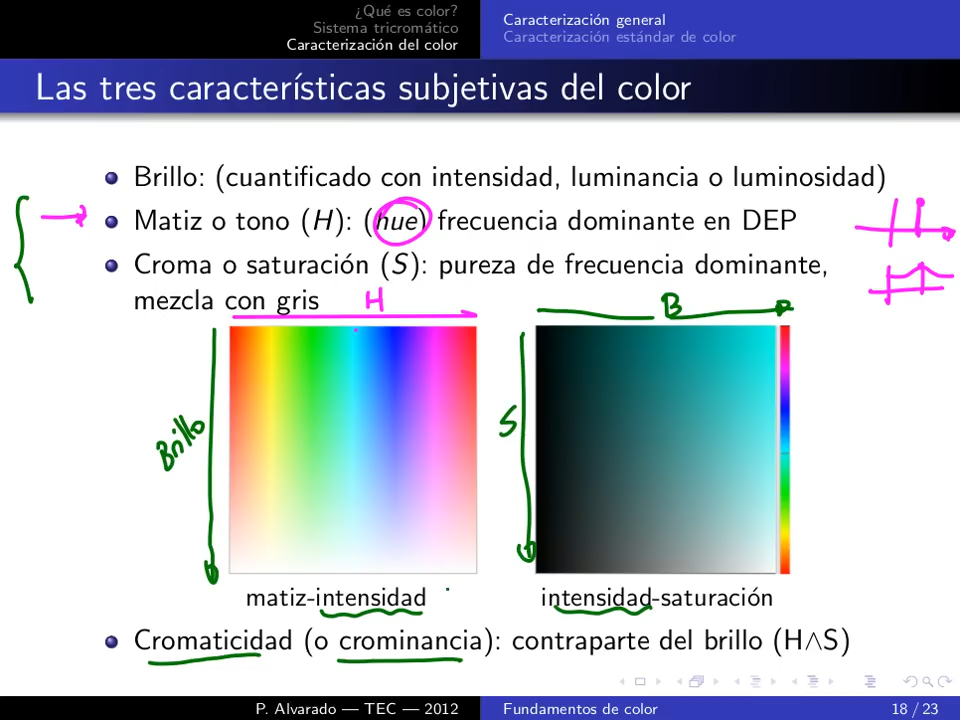 ¿Qué es color?
Sistema tricromático
Caracterización del color
Caracterización general
Caracterización estándar de color
Las tres características subjetivas del color
Brillo: (cuantificado con intensidad, luminancia o luminosidad)
Matiz o tono (H): (hue) frecuencia dominante en DEP
Croma o saturación (S): pureza de frecuencia dominante,
mezcla con gris
H
B
Brillo
S
matiz-intensidad
intensidad-saturación
Cromaticidad (o crominancia): contraparte del brillo (H∧S)
P. Alvarado — TEC — 2012
Fundamentos de color
18 / 23